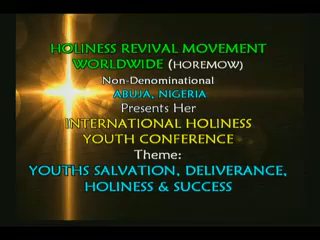 HOLINESS REVIVAL MOVEMENT
WORLDWIDE (HOREMOW)
Non-Denominational
ABUJA, NIGERIA
Presents Her
INTERNATIONAL HOLINESS
YOUTH CONFERENCE
Theme:
YOUTHS SALVATION, DELIVERANCE,
HOLINESS & SUCCESS